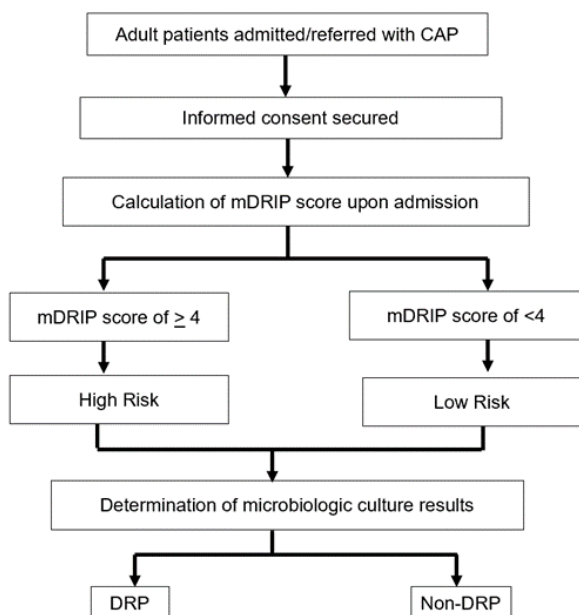 Adult patients admitted/referred with CAP
Informed consent secured
Calculation of mDRIP score upon admission
mDRIP score of ≥ 4
mDRIP score of <4
High Risk
Low Risk
Determination of microbiologic culture results
DRP
Non-DRP